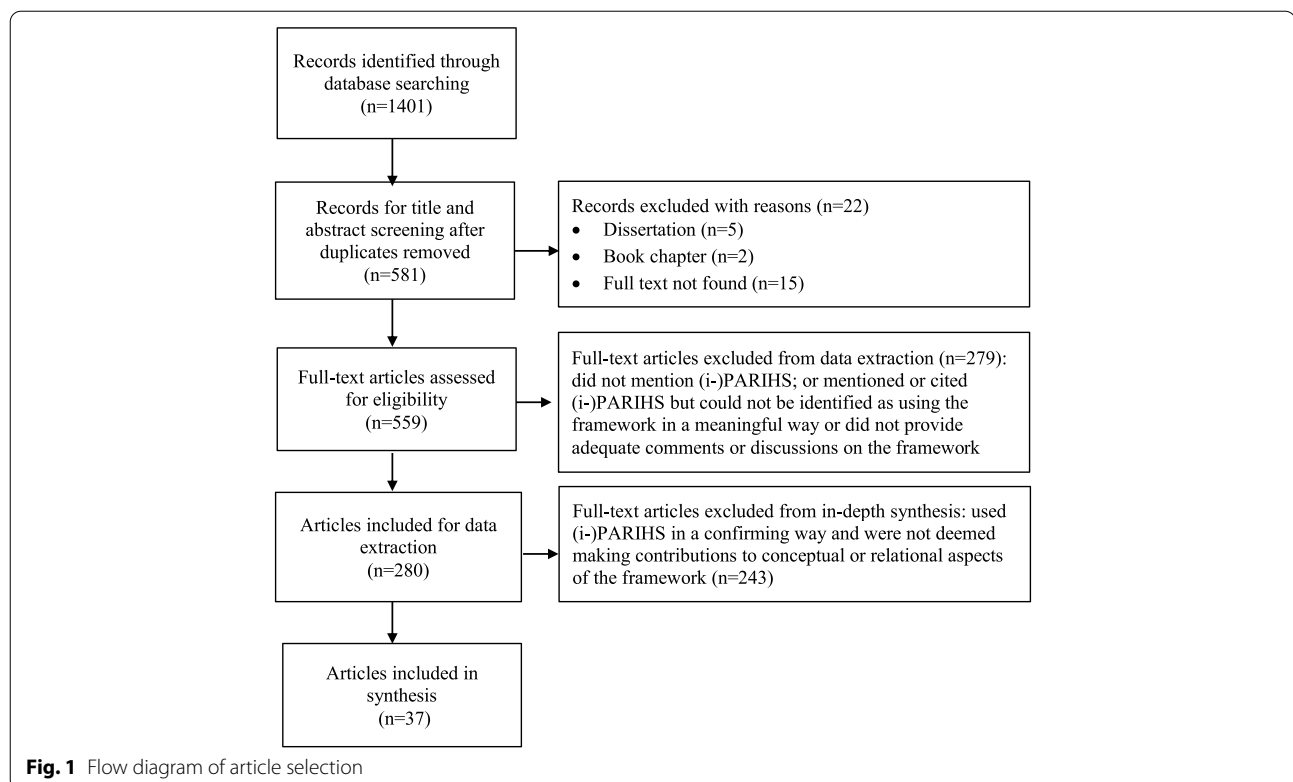 Records identified through
database searching
(n=1401)
Records for title and
abstract screening after
duplicates removed
(n=581)
Records excluded with reasons (n=22)
• Dissertation (n=5)
• Book chapter (n=2)
• Full text not found (n=15)
Full-text articles assessed
for eligibility
(n=559)
Full-text articles excluded from data extraction (n=279):
did not mention (i-)PARIHS; or mentioned or cited
(i-)PARIHS but could not be identified as using the
framework in a meaningful way or did not provide
adequate comments or discussions on the framework
Articles included for data
extraction
(n=280)
Full-text articles excluded from in-depth synthesis: used
(i-)PARIHS in a confirming way and were not deemed
making contributions to conceptual or relational aspects
of the framework (n=243)
Articles included in
synthesis
(n=37)
Fig. 1 Flow diagram of article selection